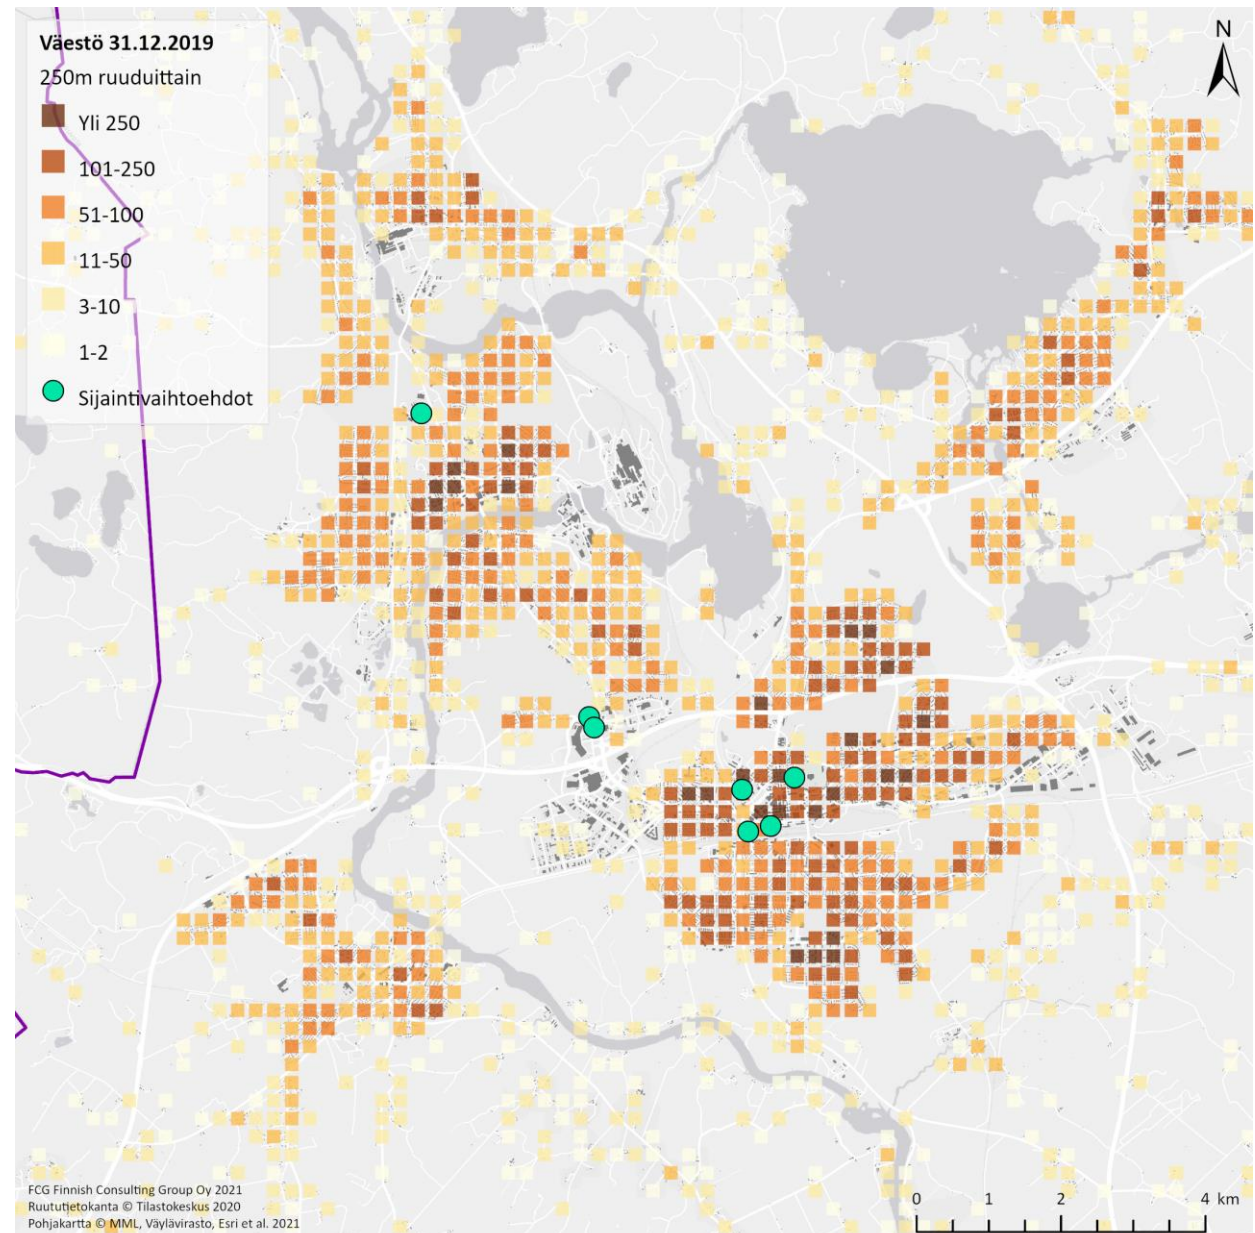 Väestö 31.12.2019
250m ruuduittain
Yli 250
101-250
51-100
11-50
3-10
1-2
Sijaintivaihtoehdot
N
0 1 2 4 km
FCG Finnish Consulting Group Oy 2021
Ruututietokanta © Tilastokeskus 2020
Pohjakartta © MML, Väylävirasto, Esri et al. 2021